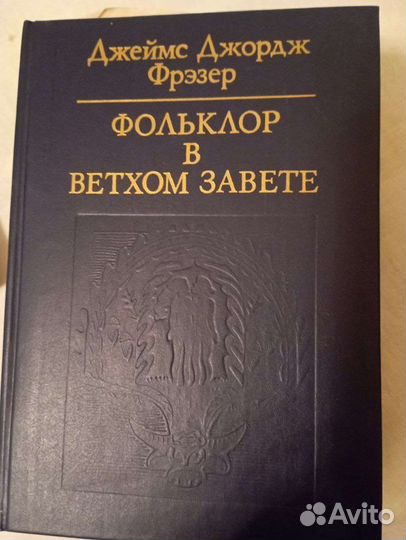 Джеймс Джордж
Фрэзер
ФОЛЬКЛОР
В
ВЕТХОМ ЗАВЕТЕ
Avito